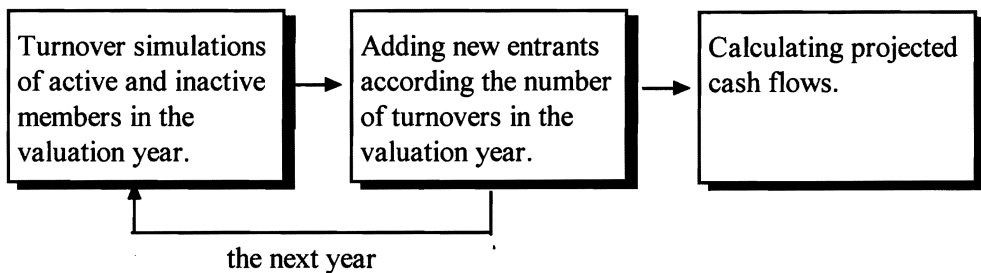 Turnover simulations
of active and inactive
members in the
valuation year.
Adding new entrants
according the number
of turnovers in the
valuation year.
Calculating projected
cash flows.
the next year